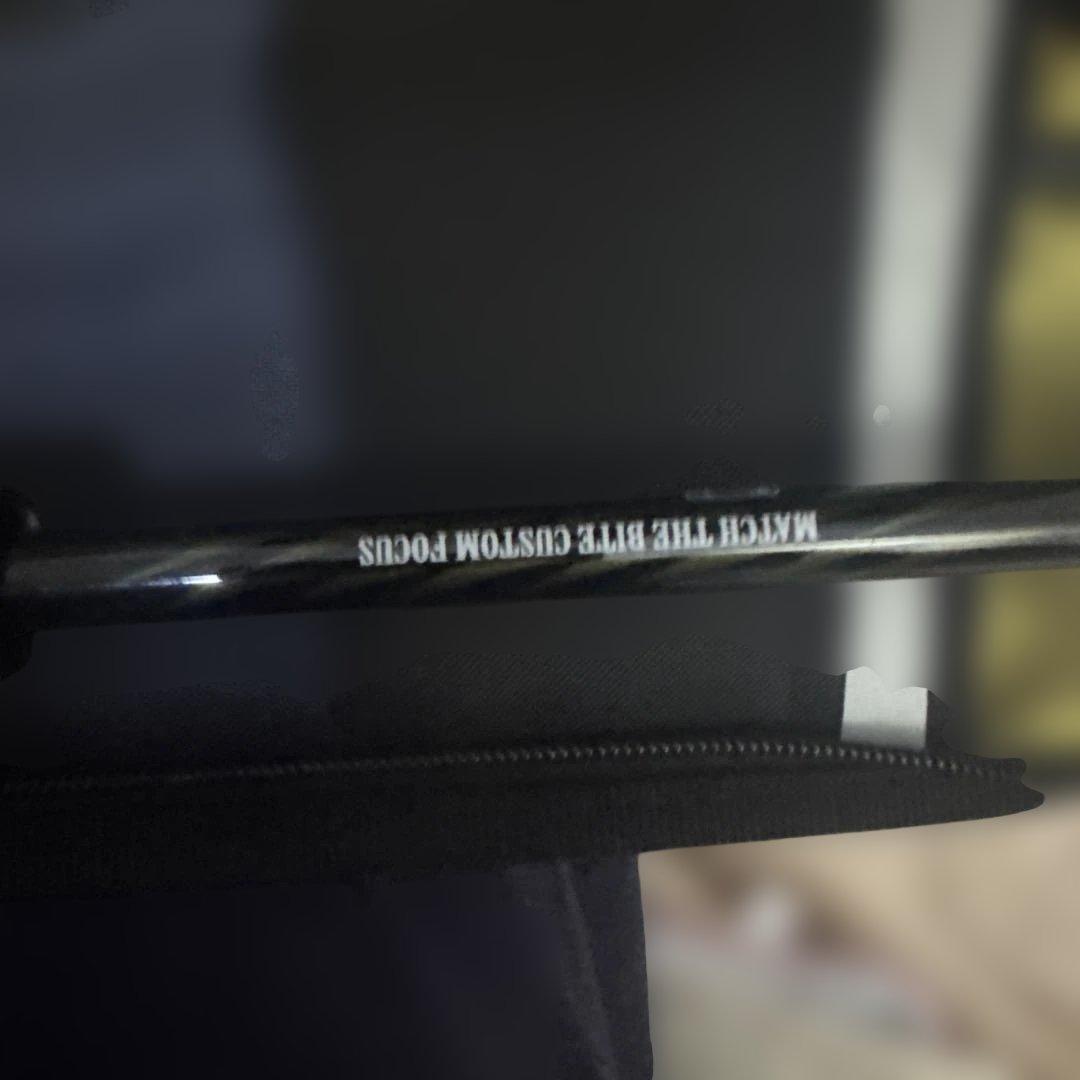 MATCH THE BITE CUSTOM FOCUS